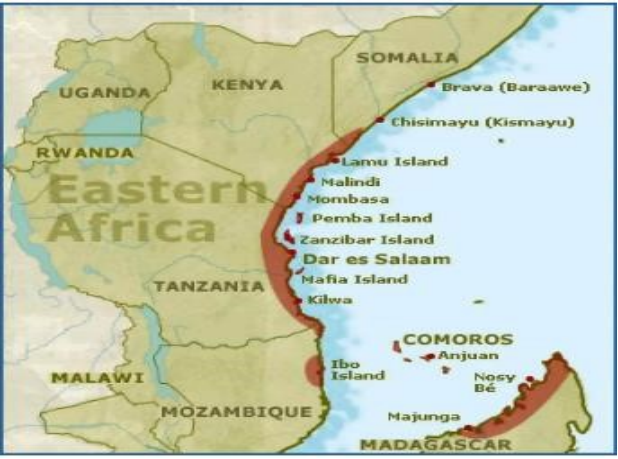 SOMALIA
KENYA
UGANDA
Brava (Baraawe)
Chisimayu (Kismayu)
RWANDA
Lamu Island
Malindi
Eastern
Africa
Mombasa
Pemba Island
Zanzibar Island
Dar es Salaam
Mafia Island
TANZANIA
Kilwa
COMOROS
Anjuan
Ibo
Island
MALAWI
Nosy
Bé
MOZAMBIQUE
Majunga
MADAGASCAR